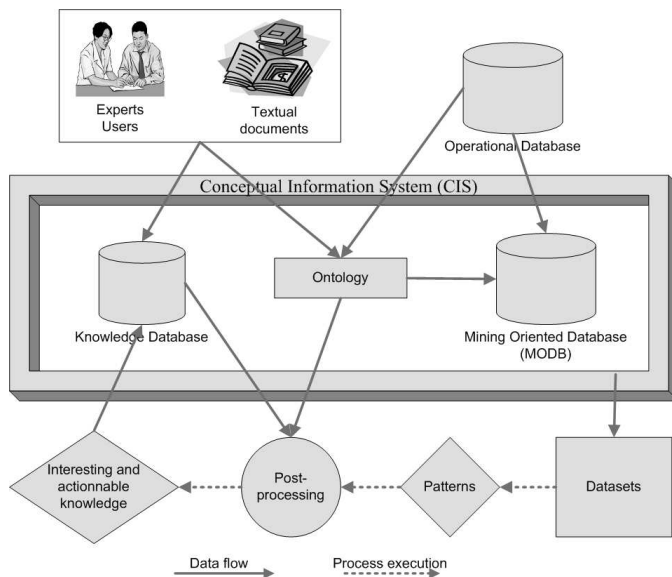 Experts
Users
Textual
documents
Operational Database
Conceptual Information System (CIS)
Knowledge Database
Ontology
Mining Oriented Database
(MODB)
Interesting and
actionnable
knowledge
Post-
processing
Patterns
Datasets
Data flow
Process execution